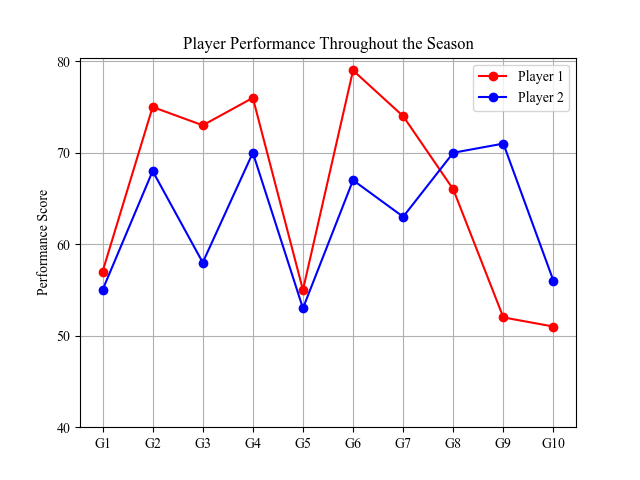 Player Performance Throughout the Season
Player 1
Player 2
Performance Score
80
70
60
50
40
G1 G2 G3 G4 G5 G6 G7 G8 G9 G10